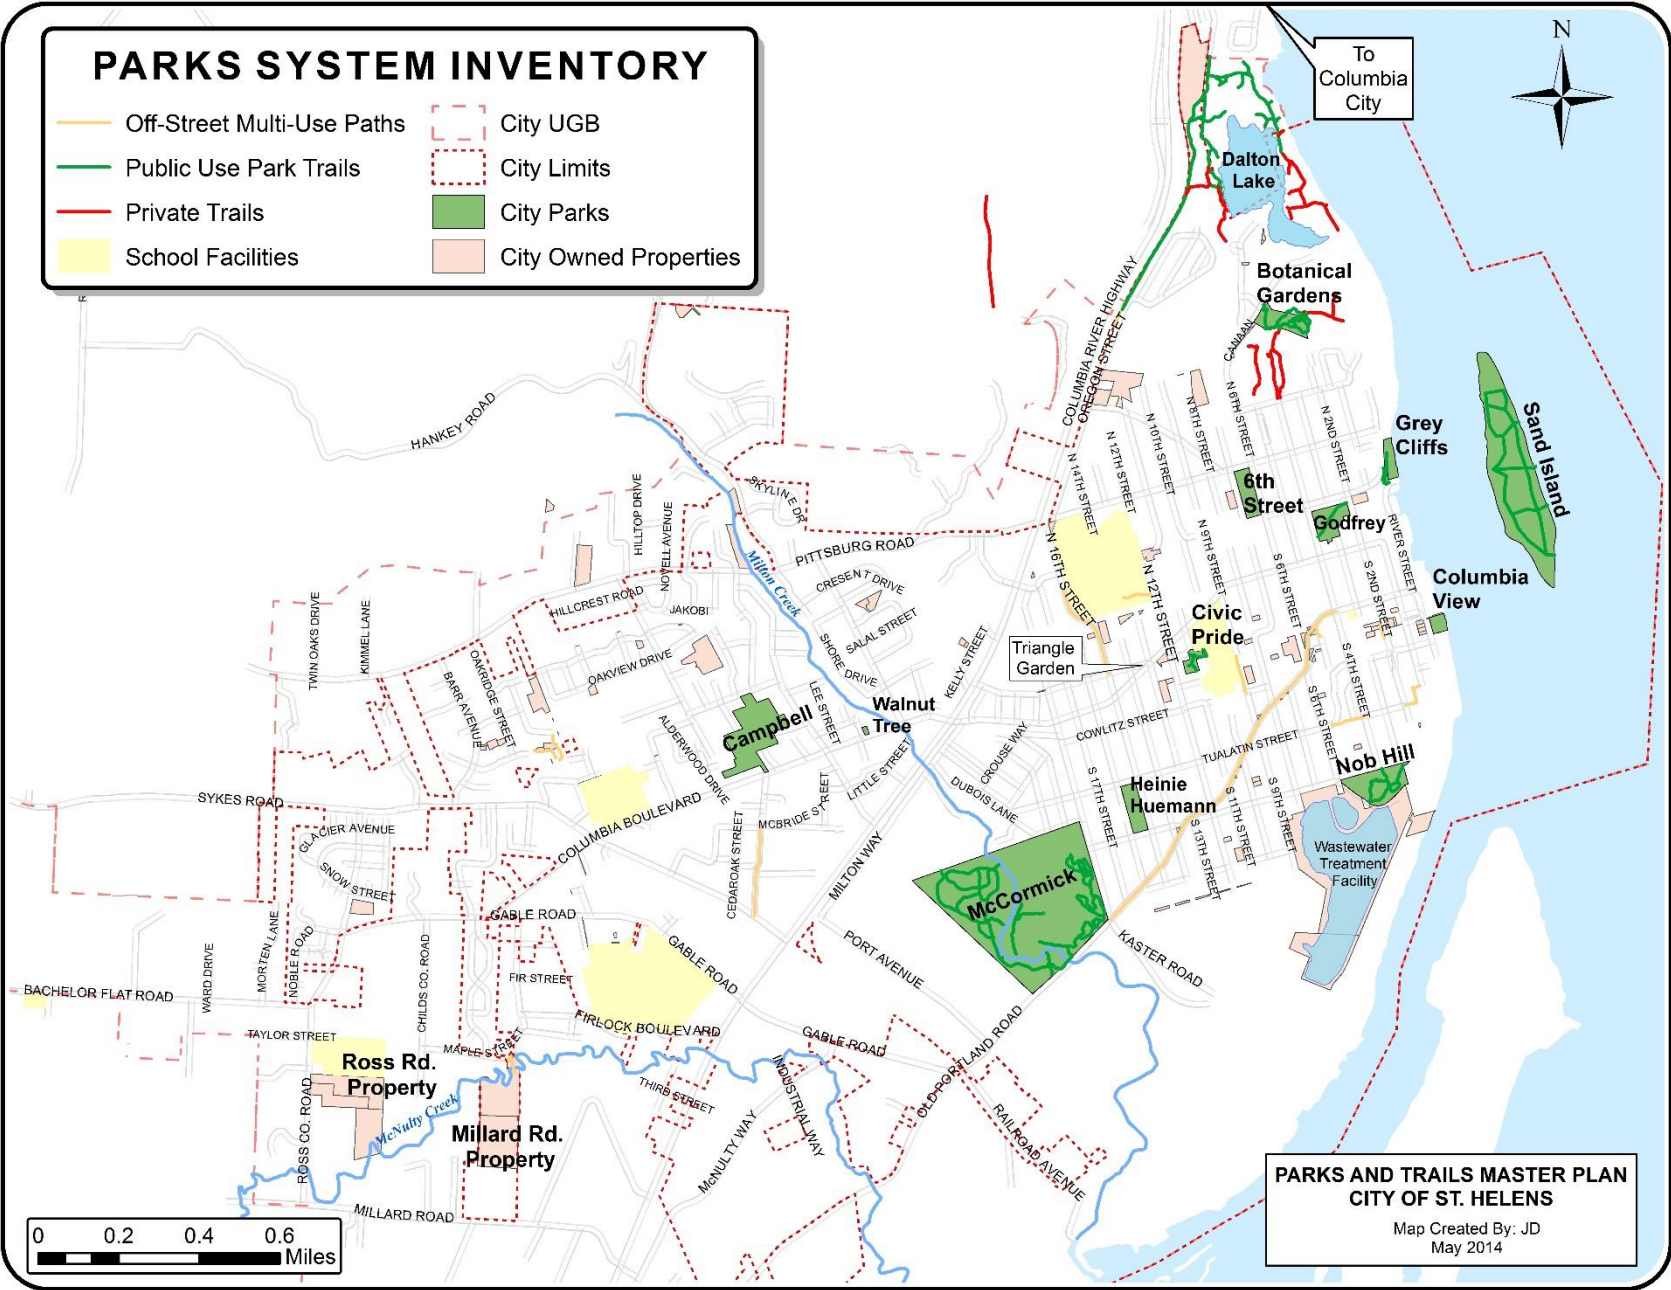 PARKS SYSTEM INVENTORY
Off-Street Multi-Use Paths
Public Use Park Trails
Private Trails
School Facilities
City UGB
City Limits
City Parks
City Owned Properties
To
Columbia
City
N
Dalton
Lake
Botanical
Gardens
CANAAN
COLUMBIA RIVER HIGHWAY
OREGON STREET
HANKEY ROAD
Grey
Cliffs
Sand Island
6th
Street
Godfrey
Columbia
View
Civic
Pride
Triangle
Garden
N 16TH STREET
N 14TH STREET
N 12TH STREET
N 10TH STREET
N 8TH STREET
N 6TH STREET
N 2ND STREET
N 9TH STREET
N 12TH STREET
S 6TH STREET
S 2ND STREET
RIVER STREET
S 4TH STREET
S 6TH STREET
SKYLINE DR
PITTSBURG ROAD
HILLTOP DRIVE
NOVELL AVENUE
Milton Creek
CRESENT DRIVE
SALAL STREET
HILLCREST ROAD
JAKOBI
SHORE DRIVE
KELLY STREET
TWIN OAKS DRIVE
KIMMEL LANE
OAKRIDGE STREET
BARR AVENUE
OAKVIEW DRIVE
LEE STREET
Walnut
Tree
Campbell
ALDERWOOD DRIVE
LITTLE STREET
CROUSE WAY
COWLITZ STREET
TUALATIN STREET
Nob Hill
DUBOIS LANE
Heinie
Huemann
S 17TH STREET
S 13TH STREET
S 11TH STREET
S 9TH STREET
Wastewater
Treatment
Facility
SYKES ROAD
GLACIER AVENUE
SNOW STREET
COLUMBIA BOULEVARD
MCBRIDE STREET
CEDAROAK STREET
MILTON WAY
McCormick
GABLE ROAD
GABLE ROAD
PORT AVENUE
KASTER ROAD
MORTEN LANE
NOBLE ROAD
WARD DRIVE
CHILDS CO. ROAD
FIR STREET
BACHELOR FLAT ROAD
TAYLOR STREET
MAPLE STREET
FIRLOCK BOULEVARD
GABLE ROAD
OLD PORTLAND ROAD
Ross Rd.
Property
ROSS CO. ROAD
McNulty Creek
Millard Rd.
Property
THIRD STREET
McNULTY WAY
INDUSTRIAL WAY
RAILROAD AVENUE
MILLARD ROAD
0 0.2 0.4 0.6
Miles
PARKS AND TRAILS MASTER PLAN
CITY OF ST. HELENS
Map Created By: JD
May 2014